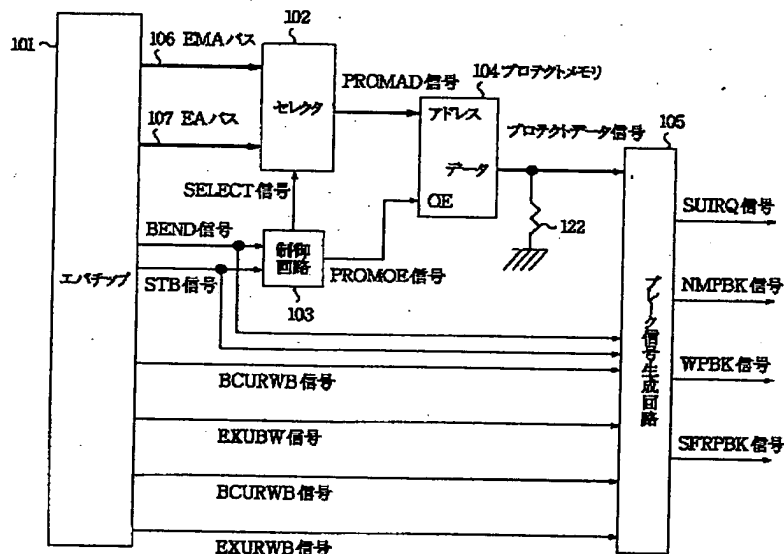 101
106 EMAバス
102
セレクタ
PROMAD信号
104プロテクトメモリ
アドレス
プロテクトデータ信号
105
107 EAバス
データ
OE
SELECT信号
122
SUIRQ信号
BEND信号
制御
回路
PROMOE信号
エバチップ
STB信号
103
NMPBK信号
ブレーク信号生成回路
BCURWB信号
WPBK信号
EXUBW信号
SFRPBK信号
BCURWB信号
EXURWB信号